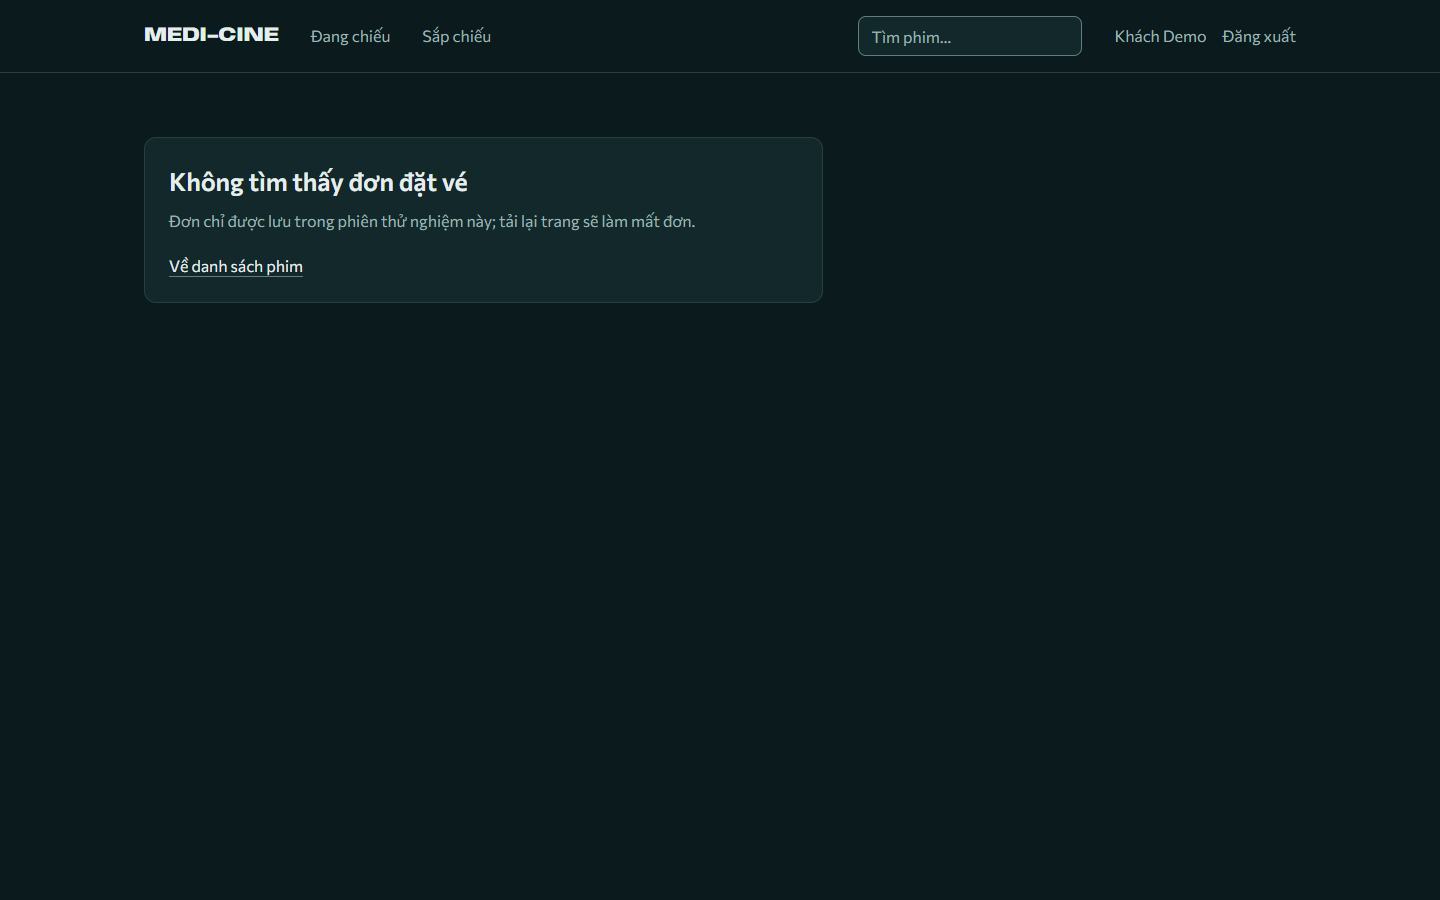 MEDI-CINE
Đang chiếu
Sắp chiếu
Tìm phim...
Khách Demo
Đăng xuất
Không tìm thấy đơn đặt vé
Đơn chỉ được lưu trong phiên thử nghiệm này; tải lại trang sẽ làm mất đơn.
Về danh sách phim